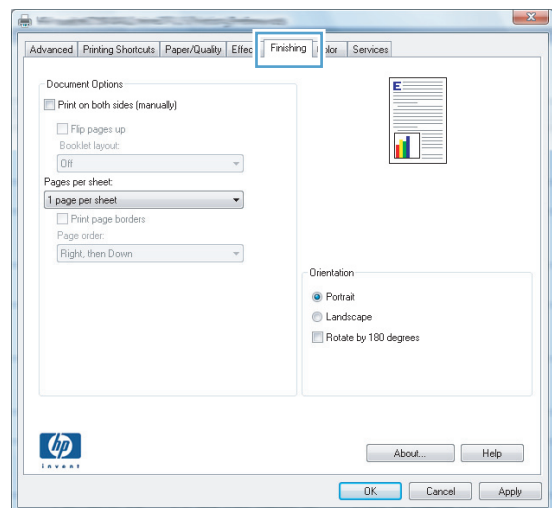 Advanced
Printing Shortcuts
Paper/Quality
Effec
Finishing
olor
Services
Document Options
Print on both sides (manually)
Flip pages up
Booklet layout:
Off
Pages per sheet:
1 page per sheet
Print page borders
Page order:
Right, then Down
E
Orientation
Portrait
Landscape
Rotate by 180 degrees
hp
invent
About...
Help
OK
Cancel
Apply